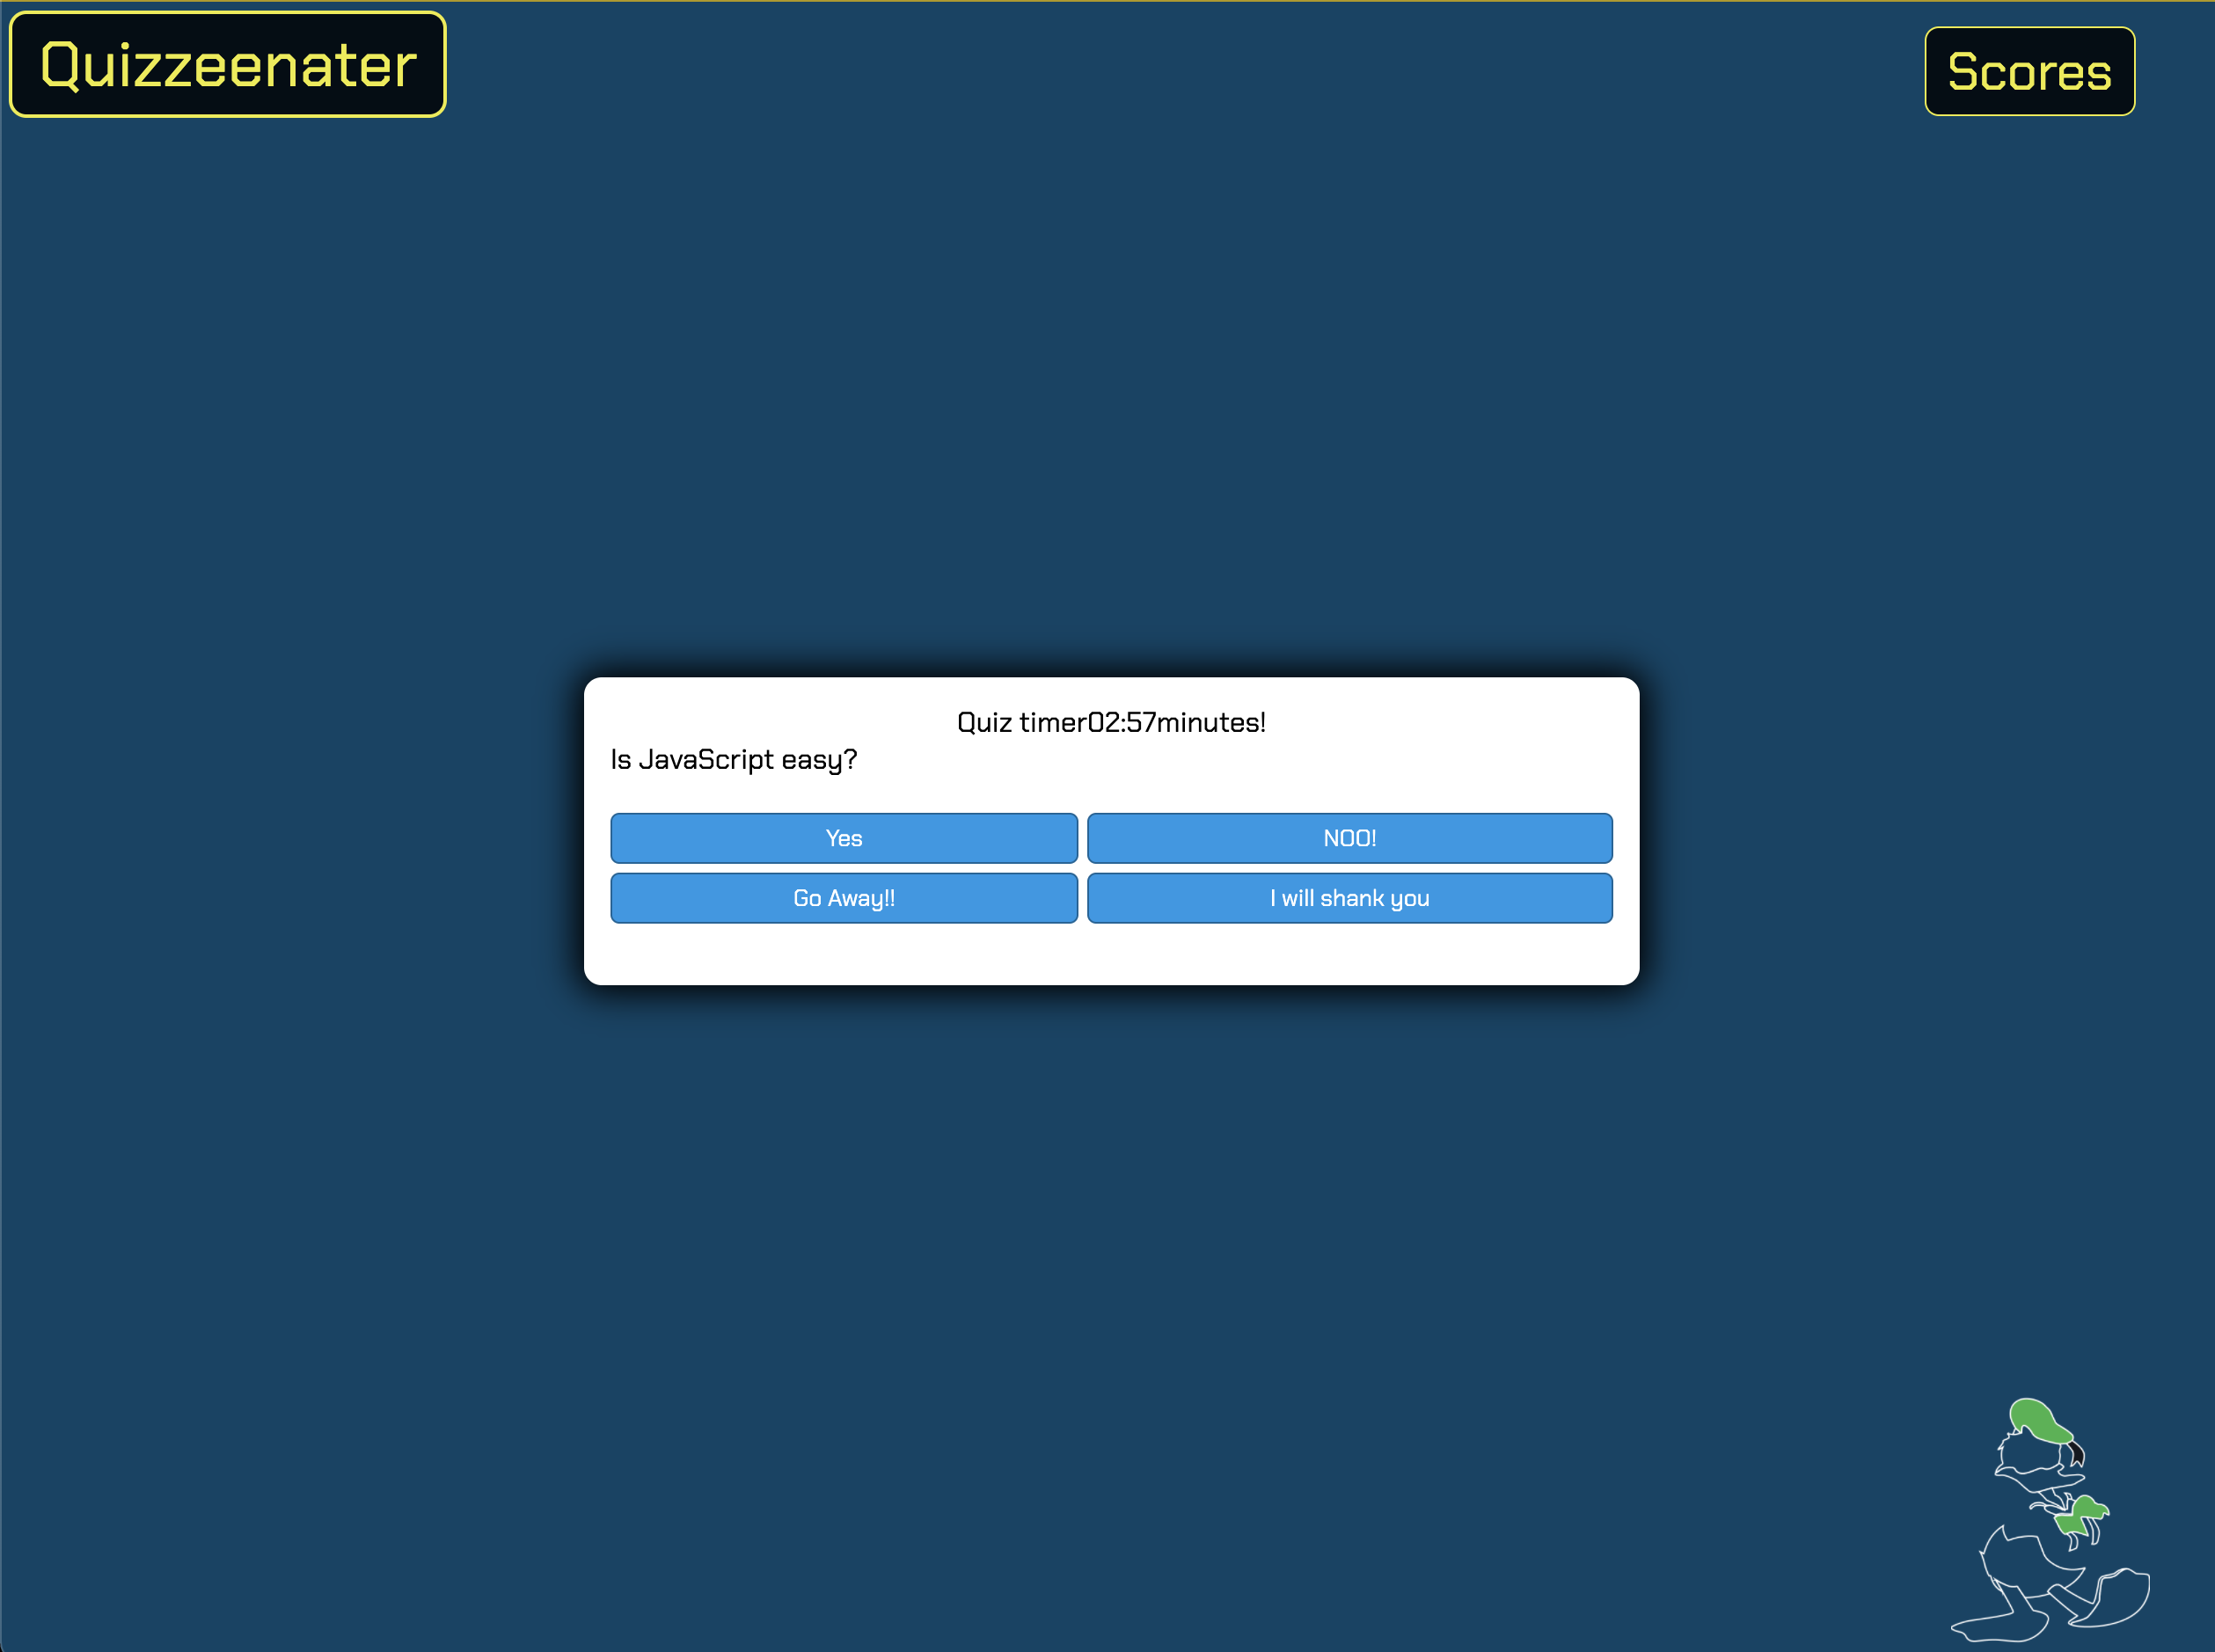 Quizzeenater
Scores
Quiz timer02:57minutes!
Is JavaScript easy?
Yes
NOO!
Go Away!!
I will shank you